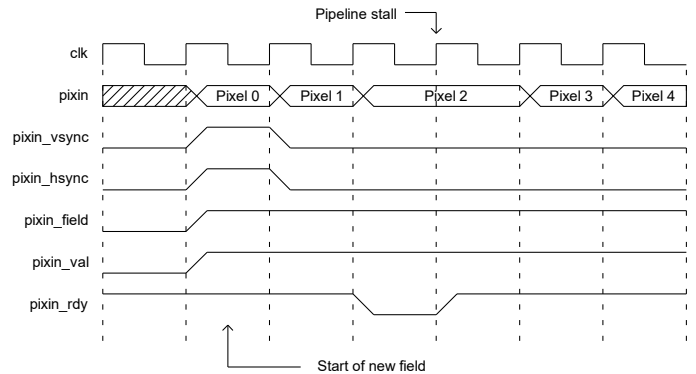 Pipeline stall
clk
pixin
Pixel 0
Pixel 1
Pixel 2
Pixel 3
Pixel 4
pixin_vsync
pixin_hsync
pixin_field
pixin_val
pixin_rdy
Start of new field